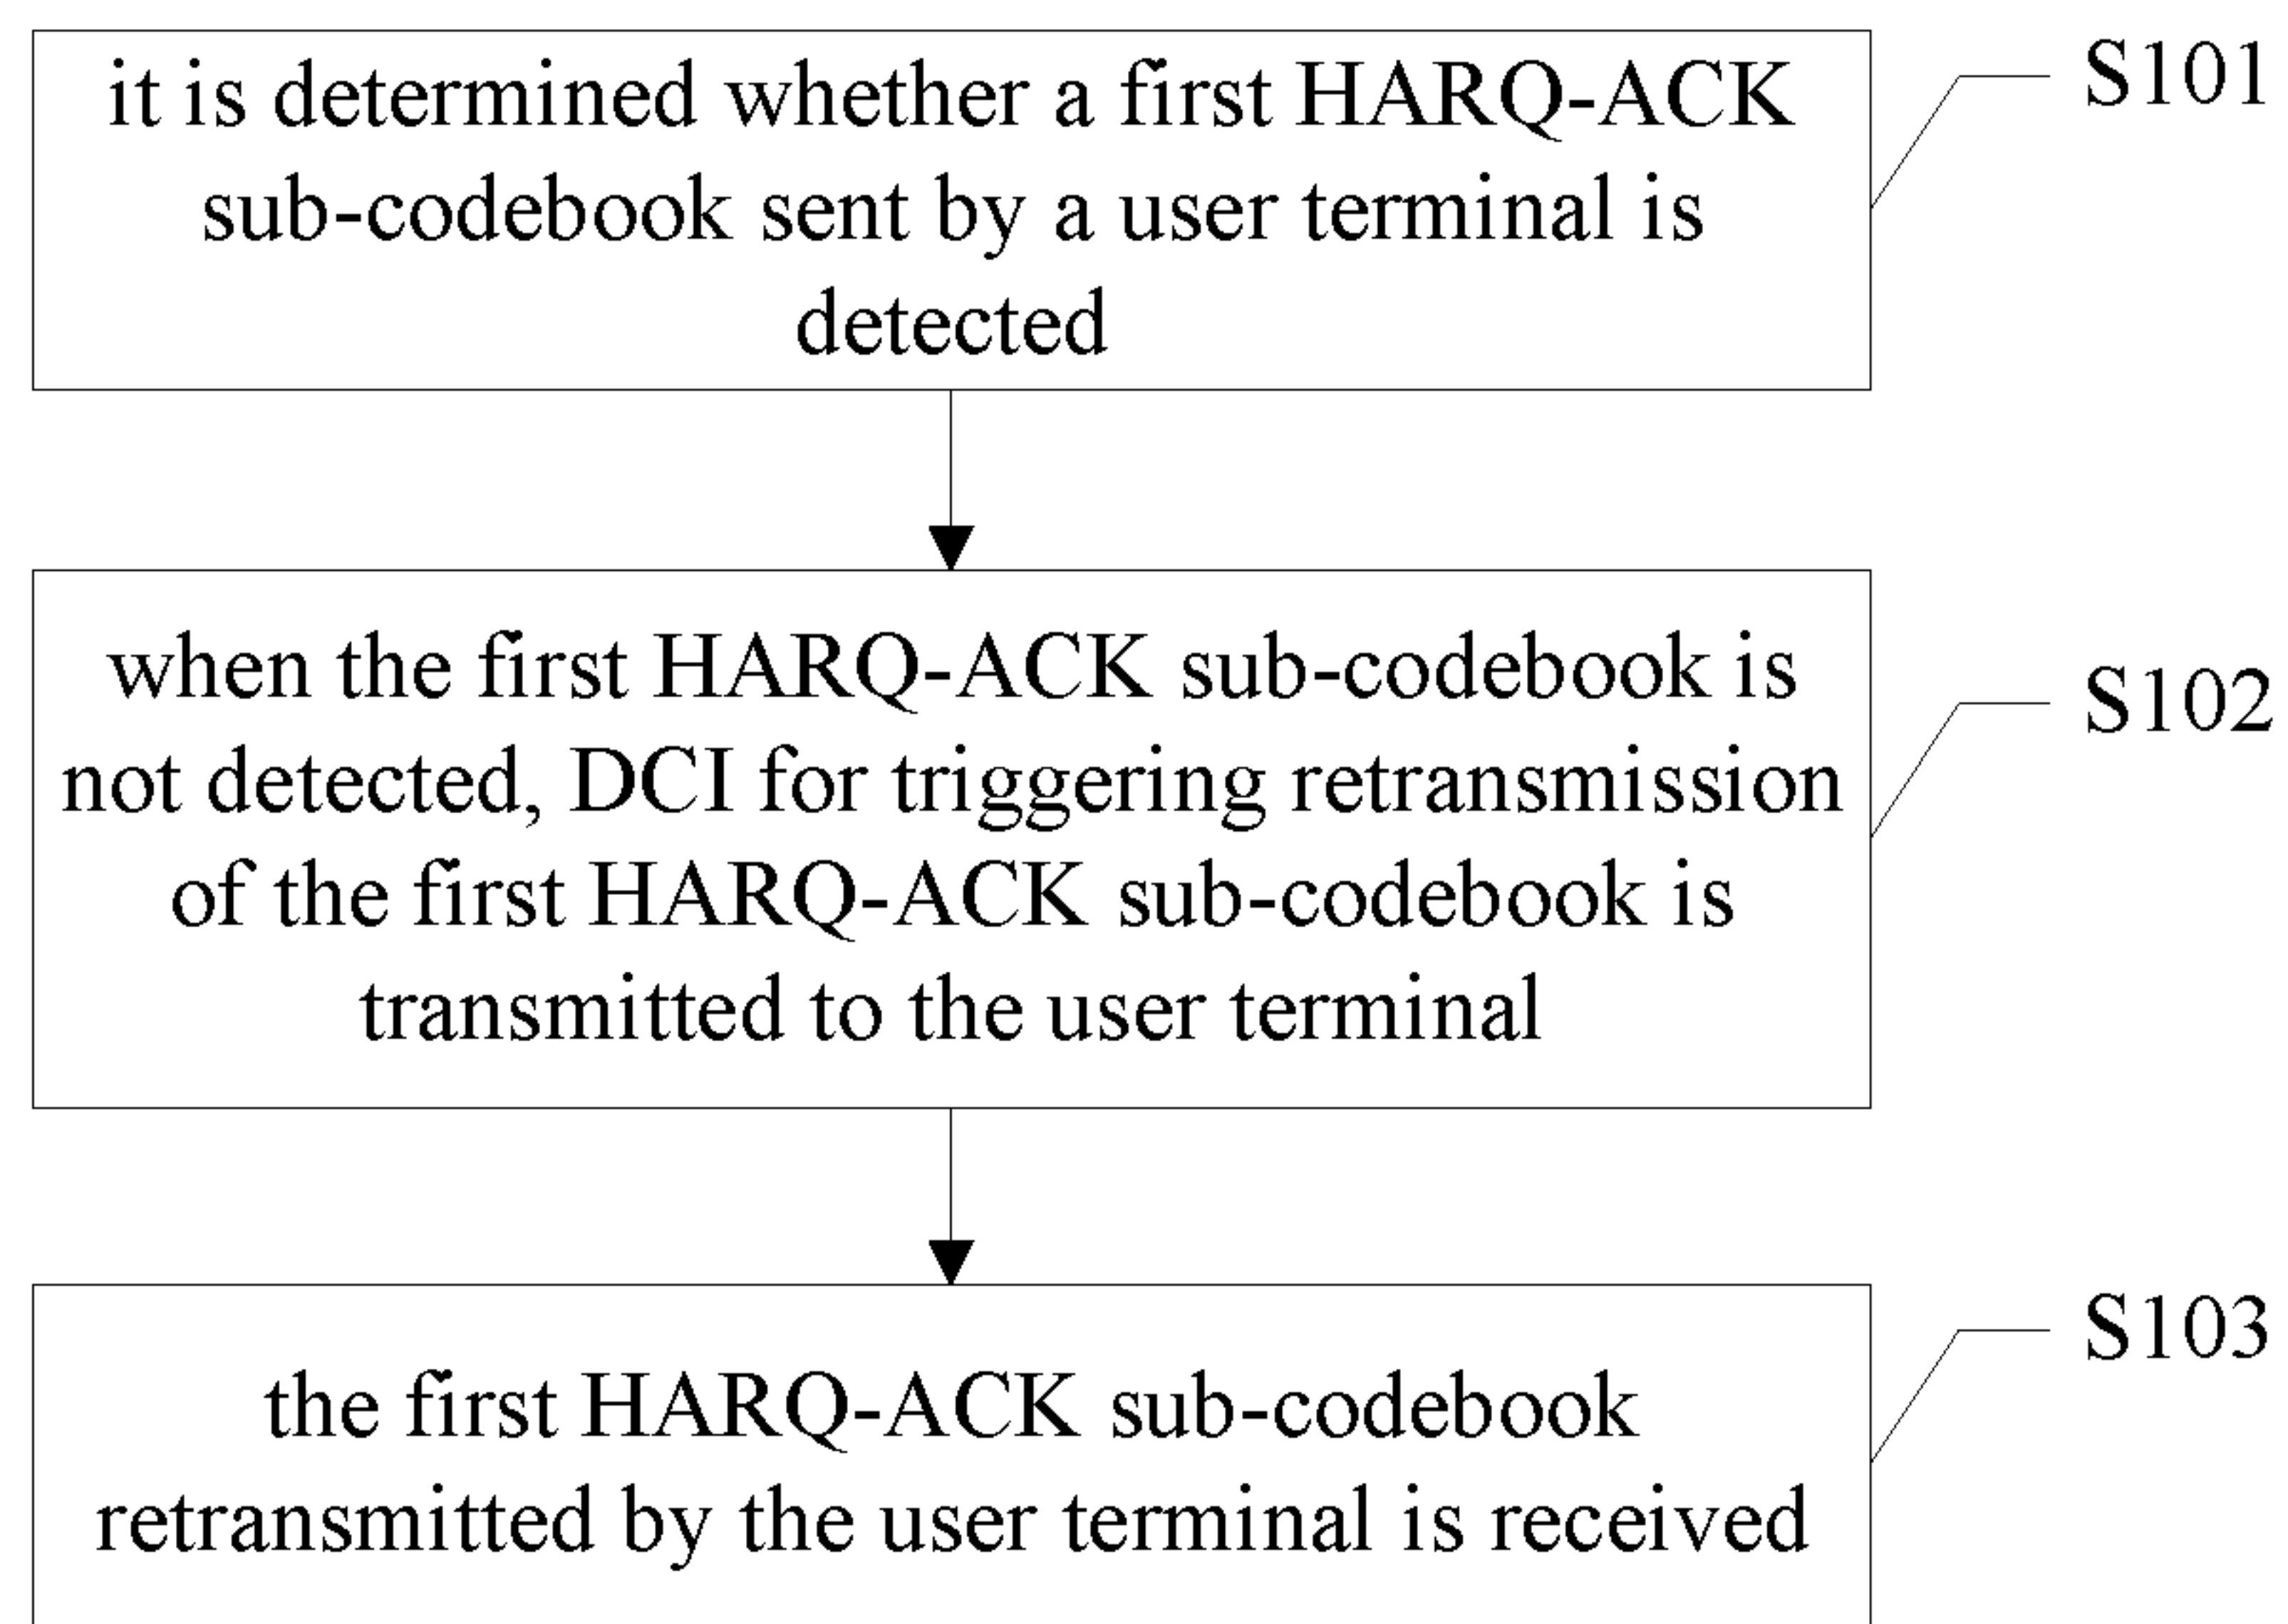 it is determined whether a first HARQ-ACK
sub-codebook sent by a user terminal is
detected
S101
when the first HARQ-ACK sub-codebook is
not detected, DCI for triggering retransmission
of the first HARQ-ACK sub-codebook is
transmitted to the user terminal
S102
the first HARQ-ACK sub-codebook
retransmitted by the user terminal is received
S103